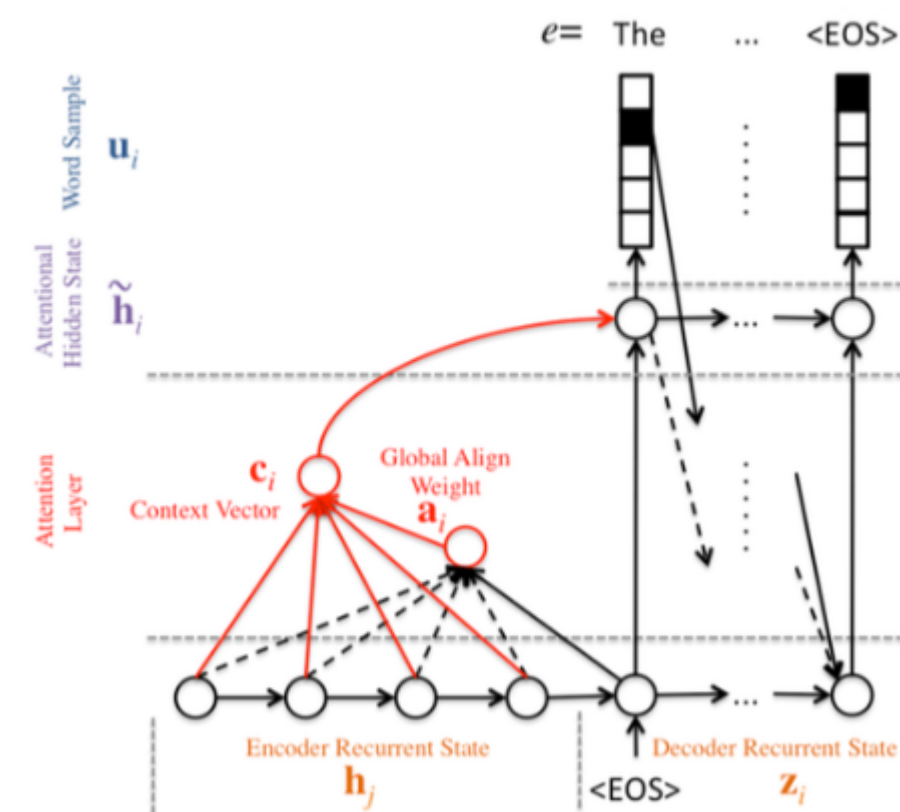 e= The ... <EOS>
Word Sample
u_i
Attentional
Hidden State
h̃_i
...
Attention
Layer
c_i
Context Vector
Global Align
Weight
a_i
...
Encoder Recurrent State
h_j
<EOS>
Decoder Recurrent State
z_i